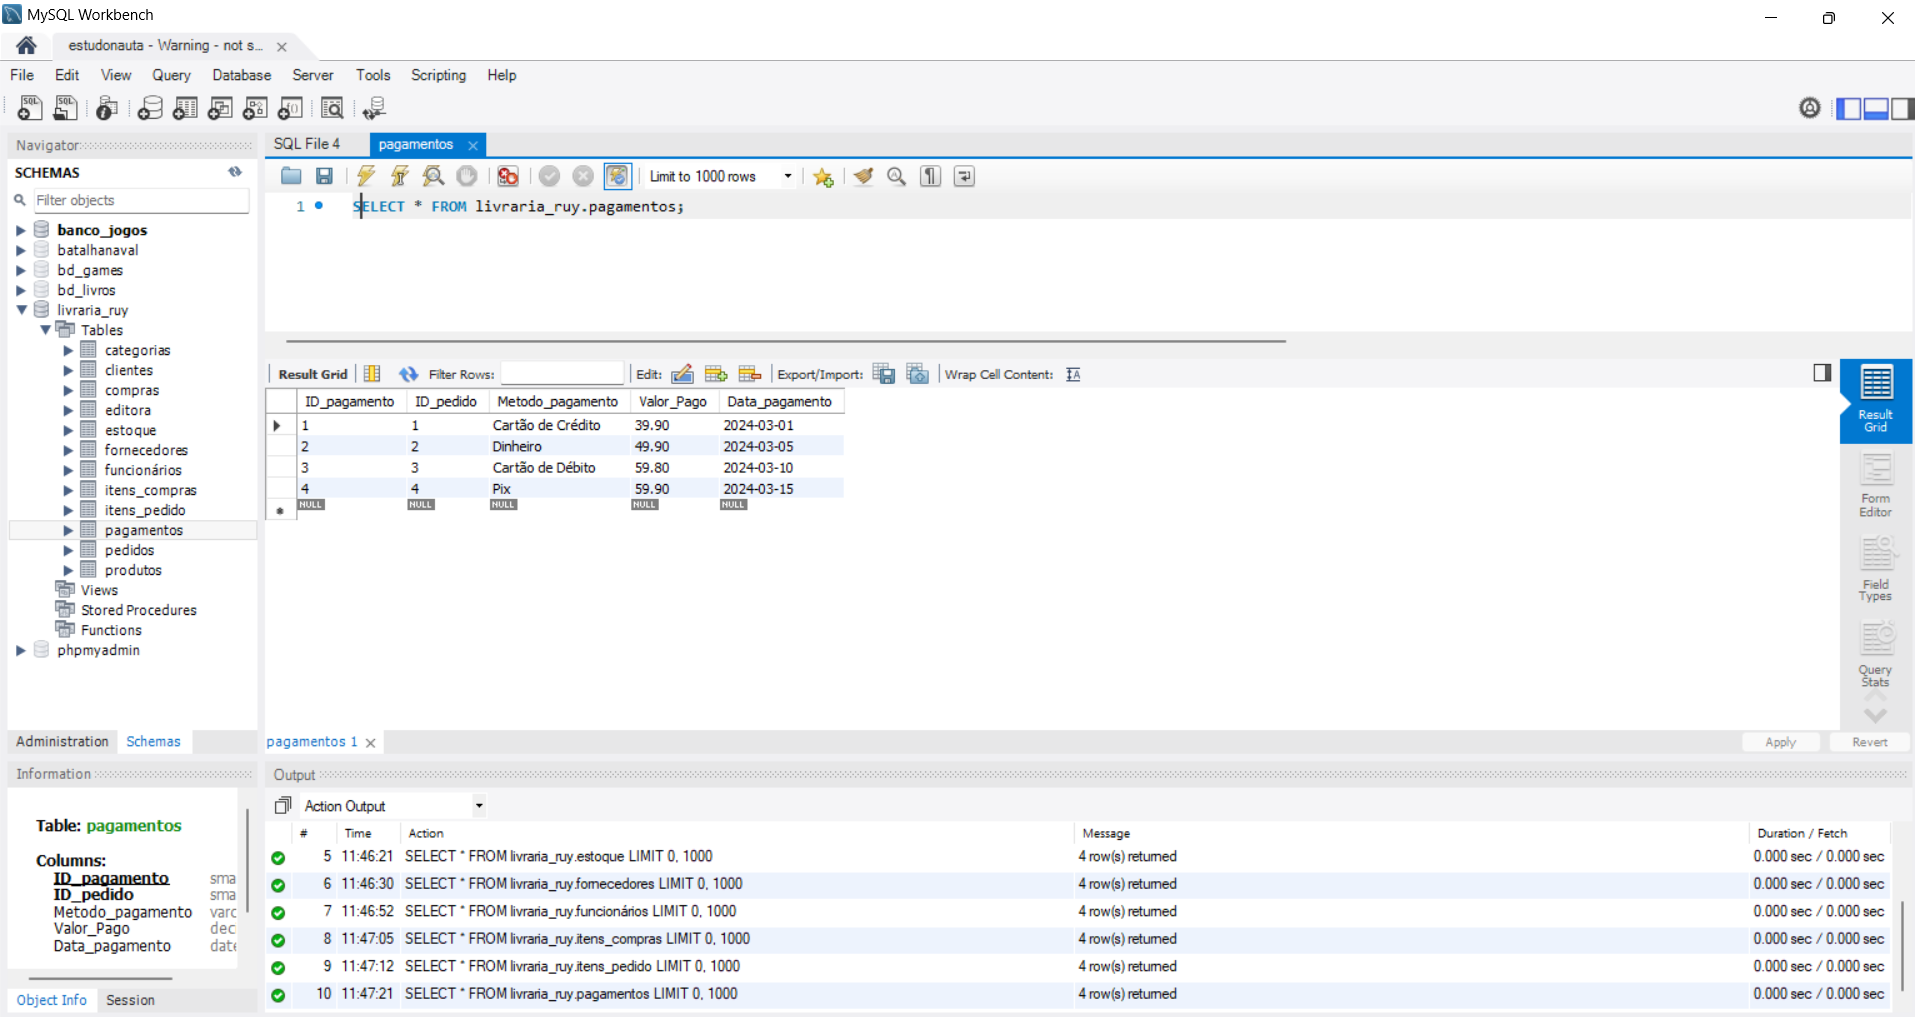 MySQL Workbench
estudonauta - Warning - not s...
File Edit View Query Database Server Tools Scripting Help
Navigator
SCHEMAS
Filter objects
banco_jogos
batalhanaval
bd_games
bd_livros
livraria_ruy
Tables
categorias
clientes
compras
editora
estoque
fornecedores
funcionários
itens_compras
itens_pedido
pagamentos
pedidos
produtos
Views
Stored Procedures
Functions
phpmyadmin
Administration Schemas
Information
Table: pagamentos
Columns:
ID_pagamento sma
ID_pedido sma
Metodo_pagamento varc
Valor_Pago dec
Data_pagamento date
Object Info Session
SQL File 4 pagamentos
Limit to 1000 rows
1 SELECT * FROM livraria_ruy.pagamentos;
Result Grid Filter Rows: Edit: Export/Import: Wrap Cell Content:
ID_pagamento ID_pedido Metodo_pagamento Valor_Pago Data_pagamento
1 1 Cartão de Crédito 39.90 2024-03-01
2 2 Dinheiro 49.90 2024-03-05
3 3 Cartão de Débito 59.80 2024-03-10
4 4 Pix 59.90 2024-03-15
NULL NULL NULL NULL NULL
Result
Grid
Form
Editor
Field
Types
Query
Stats
pagamentos 1
Apply Revert
Output
Action Output
# Time Action Message Duration / Fetch
5 11:46:21 SELECT * FROM livraria_ruy.estoque LIMIT 0, 1000 4 row(s) returned 0.000 sec / 0.000 sec
6 11:46:30 SELECT * FROM livraria_ruy.fornecedores LIMIT 0, 1000 4 row(s) returned 0.000 sec / 0.000 sec
7 11:46:52 SELECT * FROM livraria_ruy.funcionários LIMIT 0, 1000 4 row(s) returned 0.000 sec / 0.000 sec
8 11:47:05 SELECT * FROM livraria_ruy.itens_compras LIMIT 0, 1000 4 row(s) returned 0.000 sec / 0.000 sec
9 11:47:12 SELECT * FROM livraria_ruy.itens_pedido LIMIT 0, 1000 4 row(s) returned 0.000 sec / 0.000 sec
10 11:47:21 SELECT * FROM livraria_ruy.pagamentos LIMIT 0, 1000 4 row(s) returned 0.000 sec / 0.000 sec